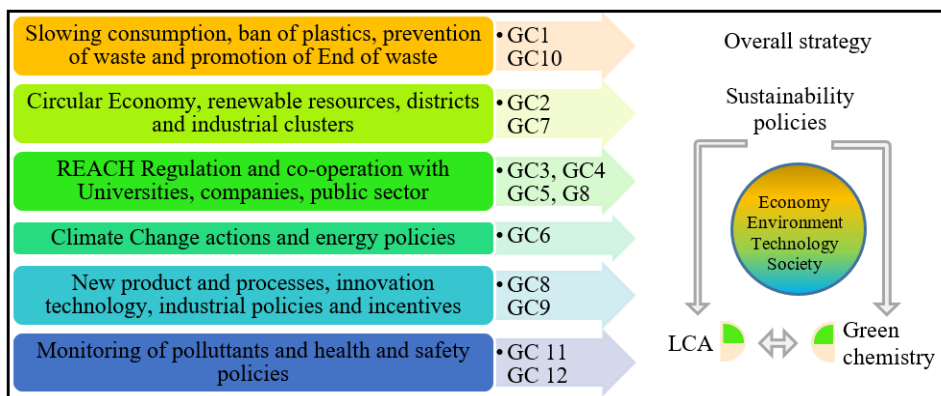 Slowing consumption, ban of plastics, prevention
of waste and promotion of End of waste
• GC1
GC10
Circular Economy, renewable resources, districts
and industrial clusters
• GC2
GC7
REACH Regulation and co-operation with
Universities, companies, public sector
• GC3, GC4
GC5, G8
Climate Change actions and energy policies
• GC6
New product and processes, innovation
technology, industrial policies and incentives
• GC8
GC9
Monitoring of polluctants and health and safety
policies
• GC 11
GC 12
Overall strategy
Sustainability
policies
Economy
Environment
Technology
Society
LCA
Green
chemistry